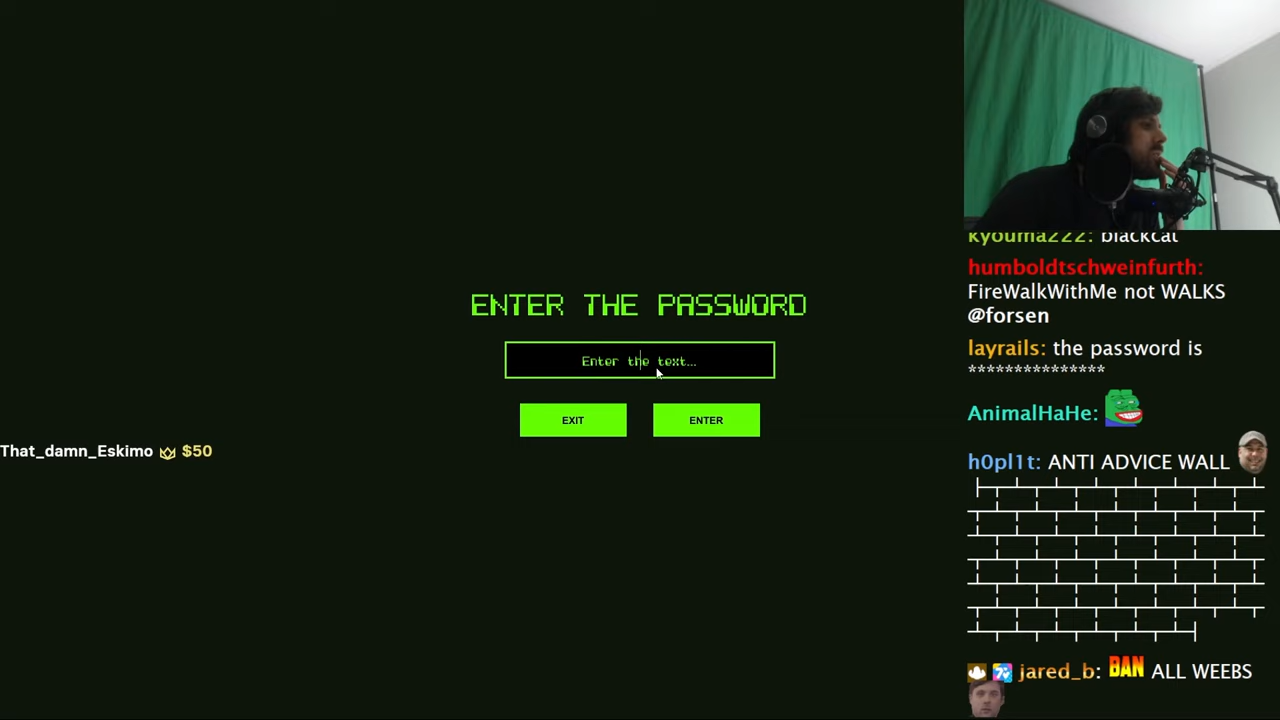 ENTER THE PASSWORD
Enter the text...
EXIT
ENTER
That_damn_Eskimo $50
kyouma222: blackcat
humboldtschweinfurth:
FireWalkWithMe not WALKS
@forsen
layrails: the password is
***************
AnimalHaHe:
h0pl1t: ANTI ADVICE WALL
jared_b: BAN ALL WEEBS